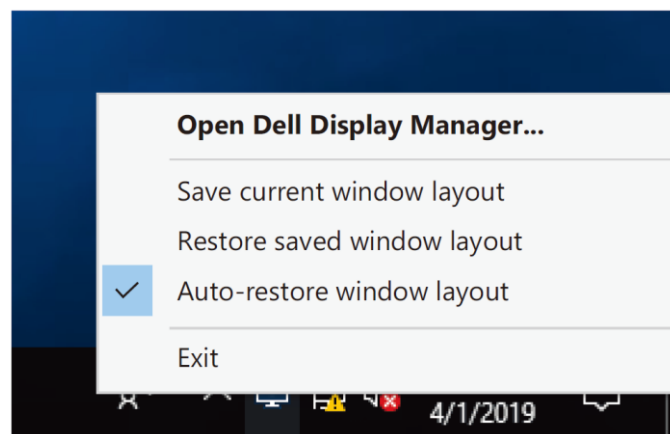 Open Dell Display Manager...
Save current window layout
Restore saved window layout
Auto-restore window layout
Exit
4/1/2019